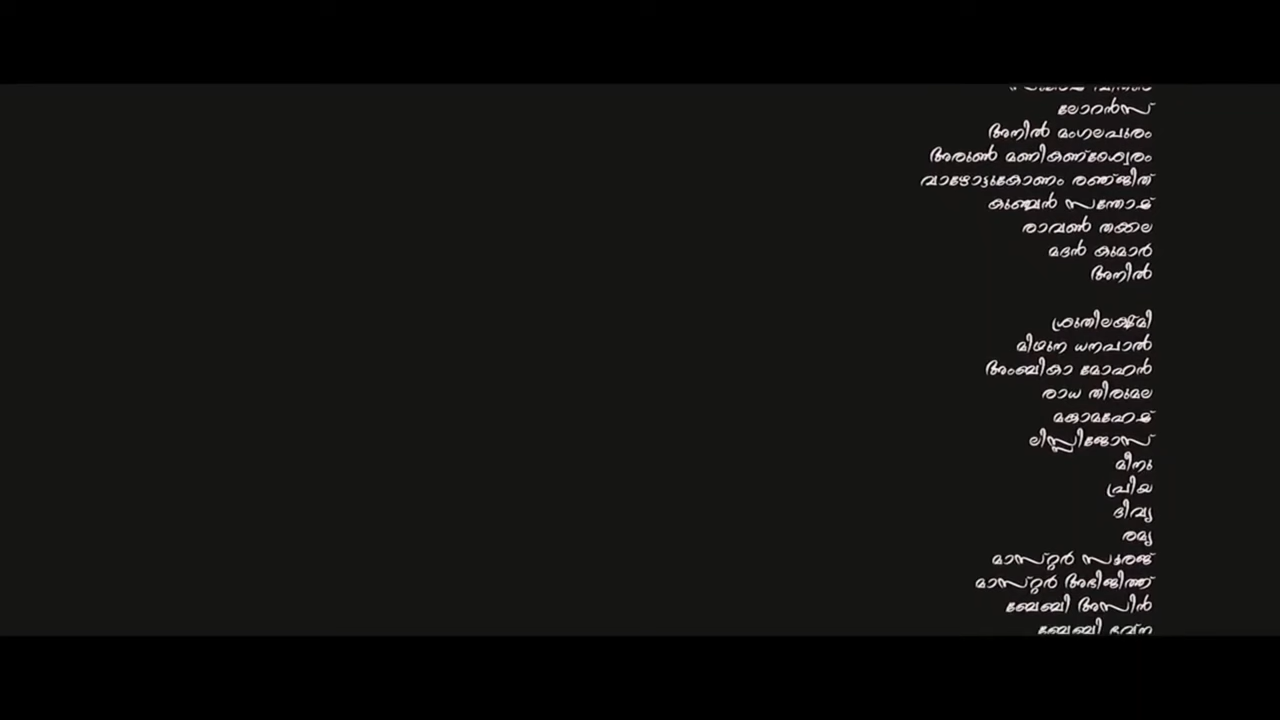 ലോറൻസ്
അനിൽ മംഗലപുരം
അരുൺ മണികണ്ഠേശ്വരം
വാഴോട്ടുകോണം രഞ്ജിത്
കുഞ്ചൻ സന്തോഷ്
രാവൺ തക്കല
മദൻ കുമാർ
അനിൽ
ശ്രുതിലക്ഷ്മി
മിഥുന ധനപാൽ
അംബികാ മോഹൻ
രാധ തിരുമല
മങ്കാമഹേഷ്
ലിസ്സിജോസ്
മീനു
പ്രിയ
ദിവ്യ
രമ്യ
മാസ്റ്റർ സൂരജ്
മാസ്റ്റർ അഭിജിത്ത്
ബേബി അസിൻ
ബേബി